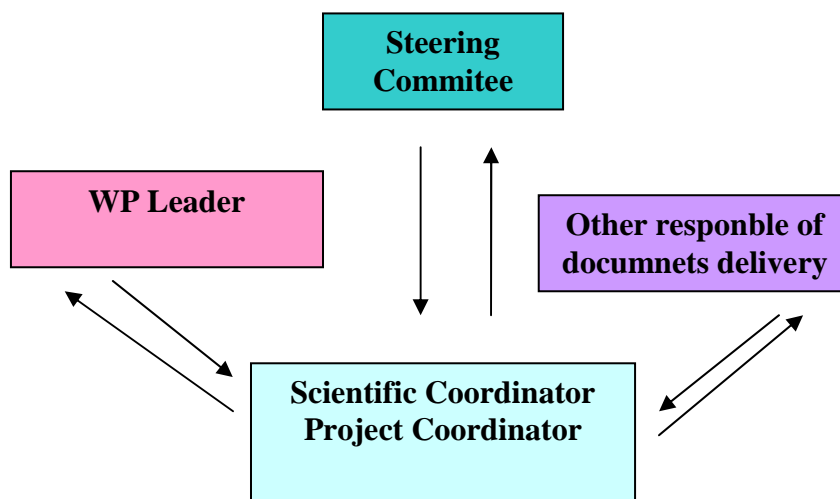 Steering
Commitee
WP Leader
Other responble of
documnets delivery
Scientific Coordinator
Project Coordinator